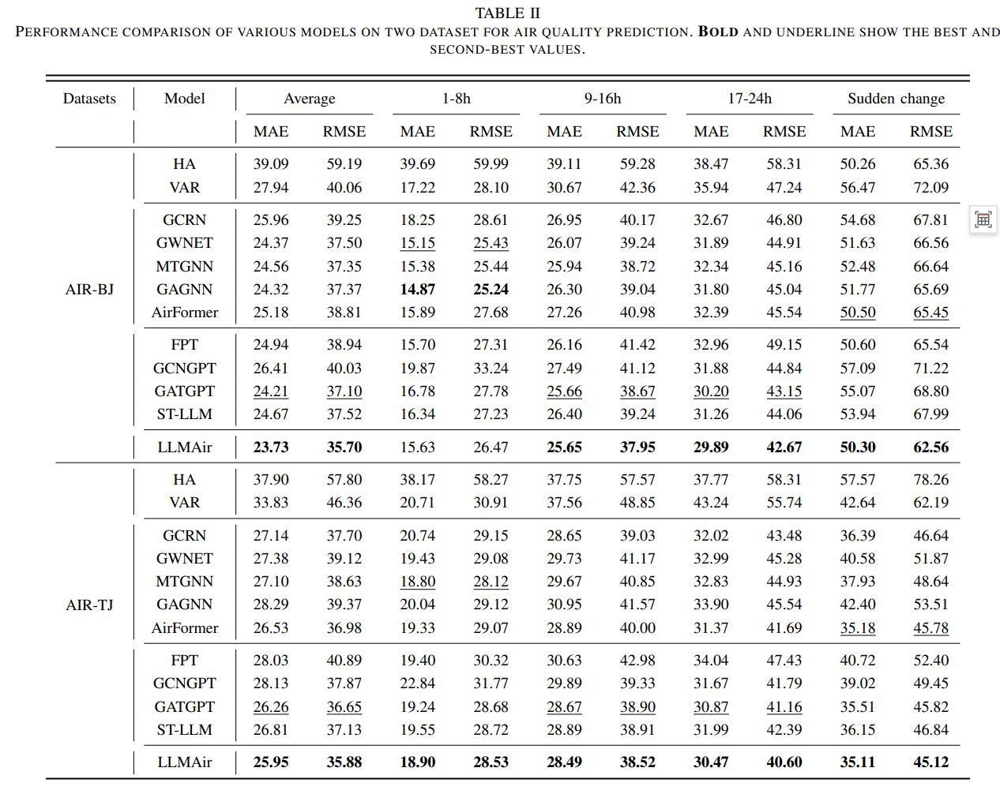 TABLE II
PERFORMANCE COMPARISON OF VARIOUS MODELS ON TWO DATASET FOR AIR QUALITY PREDICTION. BOLD AND UNDERLINE SHOW THE BEST AND
SECOND-BEST VALUES.
Datasets Model Average 1-8h 9-16h 17-24h Sudden change
MAE RMSE MAE RMSE MAE RMSE MAE RMSE MAE RMSE
HA 39.09 59.19 39.69 59.99 39.11 59.28 38.47 58.31 50.26 65.36
VAR 27.94 40.06 17.22 28.10 30.67 42.36 35.94 47.24 56.47 72.09
GCRN 25.96 39.25 18.25 28.61 26.95 40.17 32.67 46.80 54.68 67.81
GWNET 24.37 37.50 15.15 25.43 26.07 39.24 31.89 44.91 51.63 66.56
MTGNN 24.56 37.35 15.38 25.44 25.94 38.72 32.34 45.16 52.48 66.64
AIR-BJ GAGNN 24.32 37.37 14.87 25.24 26.30 39.04 31.80 45.04 51.77 65.69
AirFormer 25.18 38.81 15.89 27.68 27.26 40.98 32.39 45.54 50.50 65.45
FPT 24.94 38.94 15.70 27.31 26.16 41.42 32.96 49.15 50.60 65.54
GCNGPT 26.41 40.03 19.87 33.24 27.49 41.12 31.88 44.84 57.09 71.22
GATGPT 24.21 37.10 16.78 27.78 25.66 38.67 30.20 43.15 55.07 68.80
ST-LLM 24.67 37.52 16.34 27.23 26.40 39.24 31.26 44.06 53.94 67.99
LLMAir 23.73 35.70 15.63 26.47 25.65 37.95 29.89 42.67 50.30 62.56
HA 37.90 57.80 38.17 58.27 37.75 57.57 37.77 58.31 57.57 78.26
VAR 33.83 46.36 20.71 30.91 37.56 48.85 43.24 55.74 42.64 62.19
GCRN 27.14 37.70 20.74 29.15 28.65 39.03 32.02 43.48 36.39 46.64
GWNET 27.38 39.12 19.43 29.08 29.73 41.17 32.99 45.28 40.58 51.87
MTGNN 27.10 38.63 18.80 28.12 29.67 40.85 32.83 44.93 37.93 48.64
AIR-TJ GAGNN 28.29 39.37 20.04 29.12 30.95 41.57 33.90 45.54 42.40 53.51
AirFormer 26.53 36.98 19.33 29.07 28.89 40.00 31.37 41.69 35.18 45.78
FPT 28.03 40.89 19.40 30.32 30.63 42.98 34.04 47.43 40.72 52.40
GCNGPT 28.13 37.87 22.84 31.77 29.89 39.33 31.67 41.79 39.02 49.45
GATGPT 26.26 36.65 19.24 28.68 28.67 38.90 30.87 41.16 35.51 45.82
ST-LLM 26.81 37.13 19.55 28.72 28.89 38.91 31.99 42.39 36.15 46.84
LLMAir 25.95 35.88 18.90 28.53 28.49 38.52 30.47 40.60 35.11 45.12